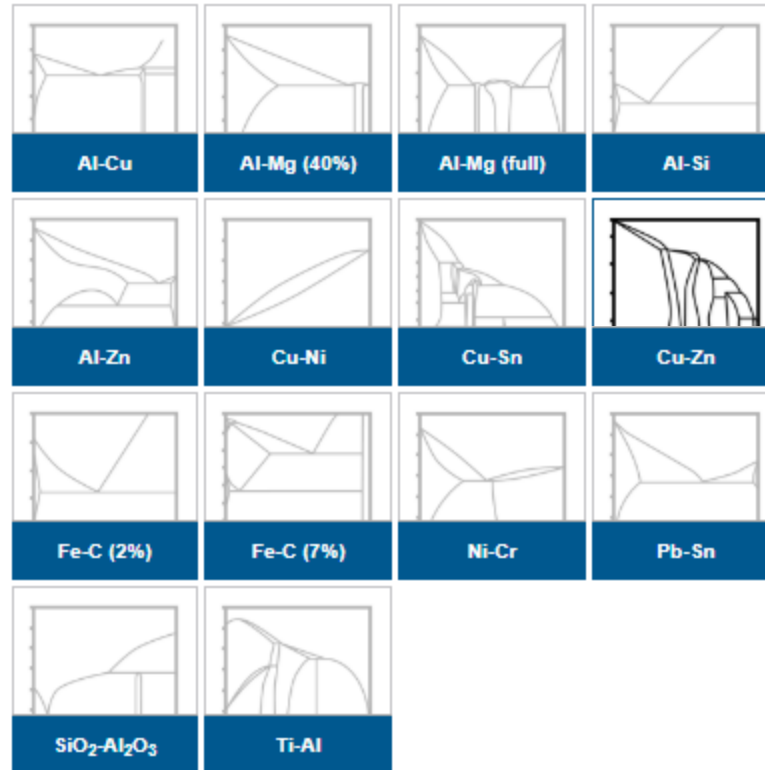 Al-Cu
Al-Mg (40%)
Al-Mg (full)
Al-Si
Al-Zn
Cu-Ni
Cu-Sn
Cu-Zn
Fe-C (2%)
Fe-C (7%)
Ni-Cr
Pb-Sn
SiO₂-Al₂O₃
Ti-Al